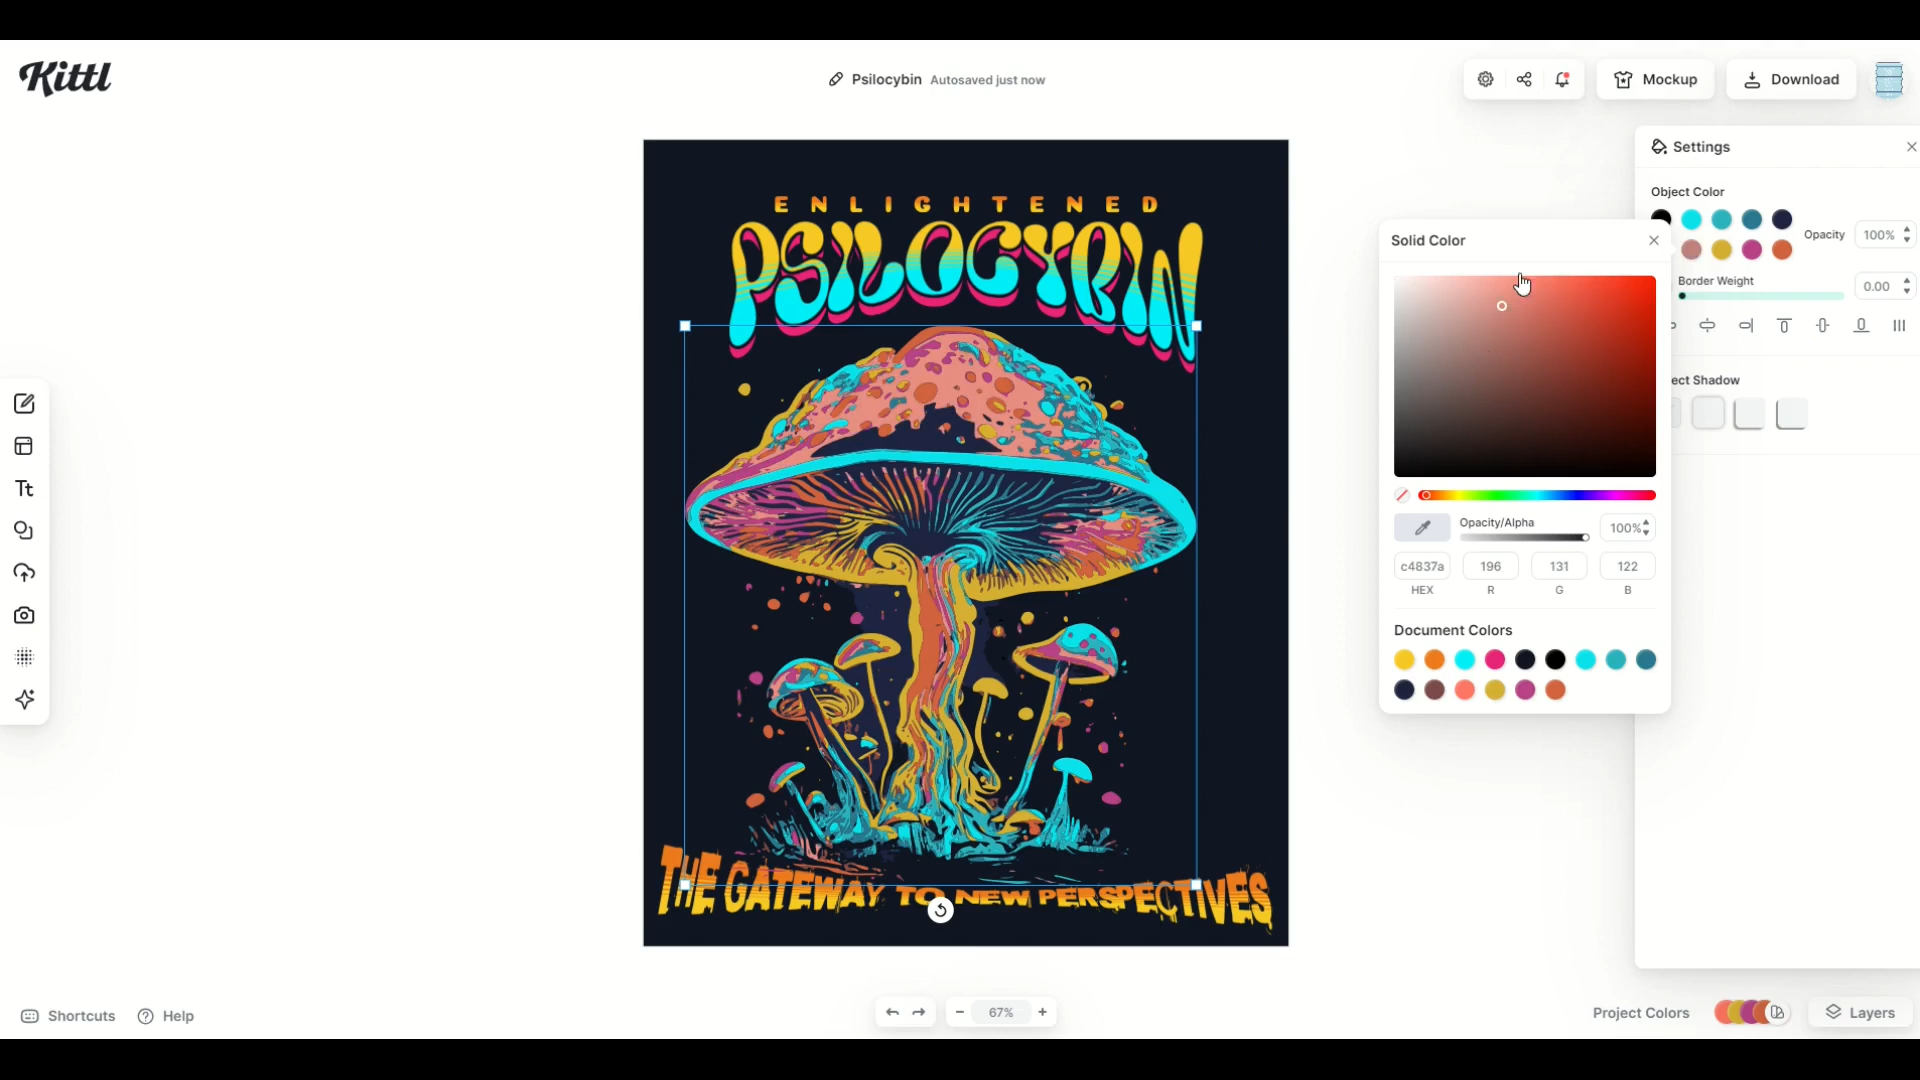 Kittl
Psilocybin Autosaved just now
Mockup
Download
Settings
Object Color
Opacity 100%
Border Weight 0.00
ect Shadow
Solid Color
Opacity/Alpha 100%
c4837a 196 131 122
HEX R G B
Document Colors
ENLIGHTENED
PSILOCYBIN
THE GATEWAY TO NEW PERSPECTIVES
Tt
Shortcuts
Help
67%
Project Colors
Layers